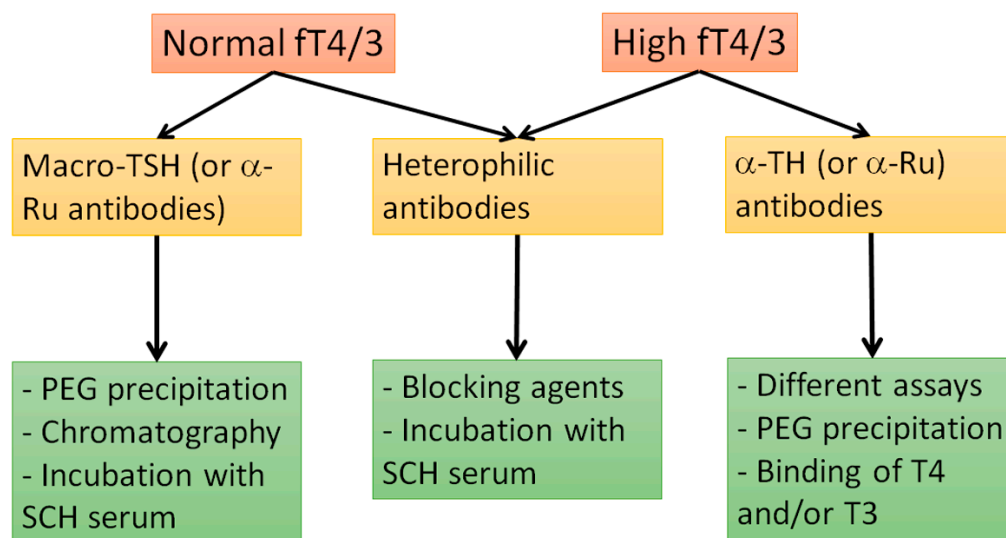 Normal fT4/3
High fT4/3
Macro-TSH (or α-
Ru antibodies)
Heterophilic
antibodies
α-TH (or α-Ru)
antibodies
- PEG precipitation
- Chromatography
- Incubation with
SCH serum
- Blocking agents
- Incubation with
SCH serum
- Different assays
- PEG precipitation
- Binding of T4
and/or T3